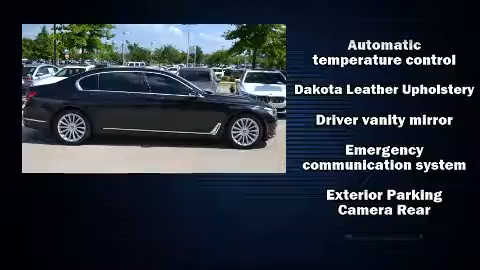 Automatic
temperature control
Dakota Leather Upholstery
Driver vanity mirror
Emergency
communication system
Exterior Parking
Camera Rear